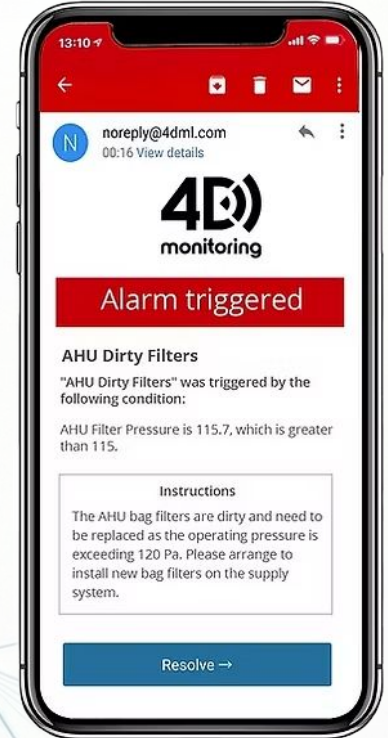 13:10
N
noreply@4dml.com
00:16 View details
4D
monitoring
Alarm triggered
AHU Dirty Filters
"AHU Dirty Filters" was triggered by the
following condition:
AHU Filter Pressure is 115.7, which is greater
than 115.
Instructions
The AHU bag filters are dirty and need to
be replaced as the operating pressure is
exceeding 120 Pa. Please arrange to
install new bag filters on the supply
system.
Resolve →